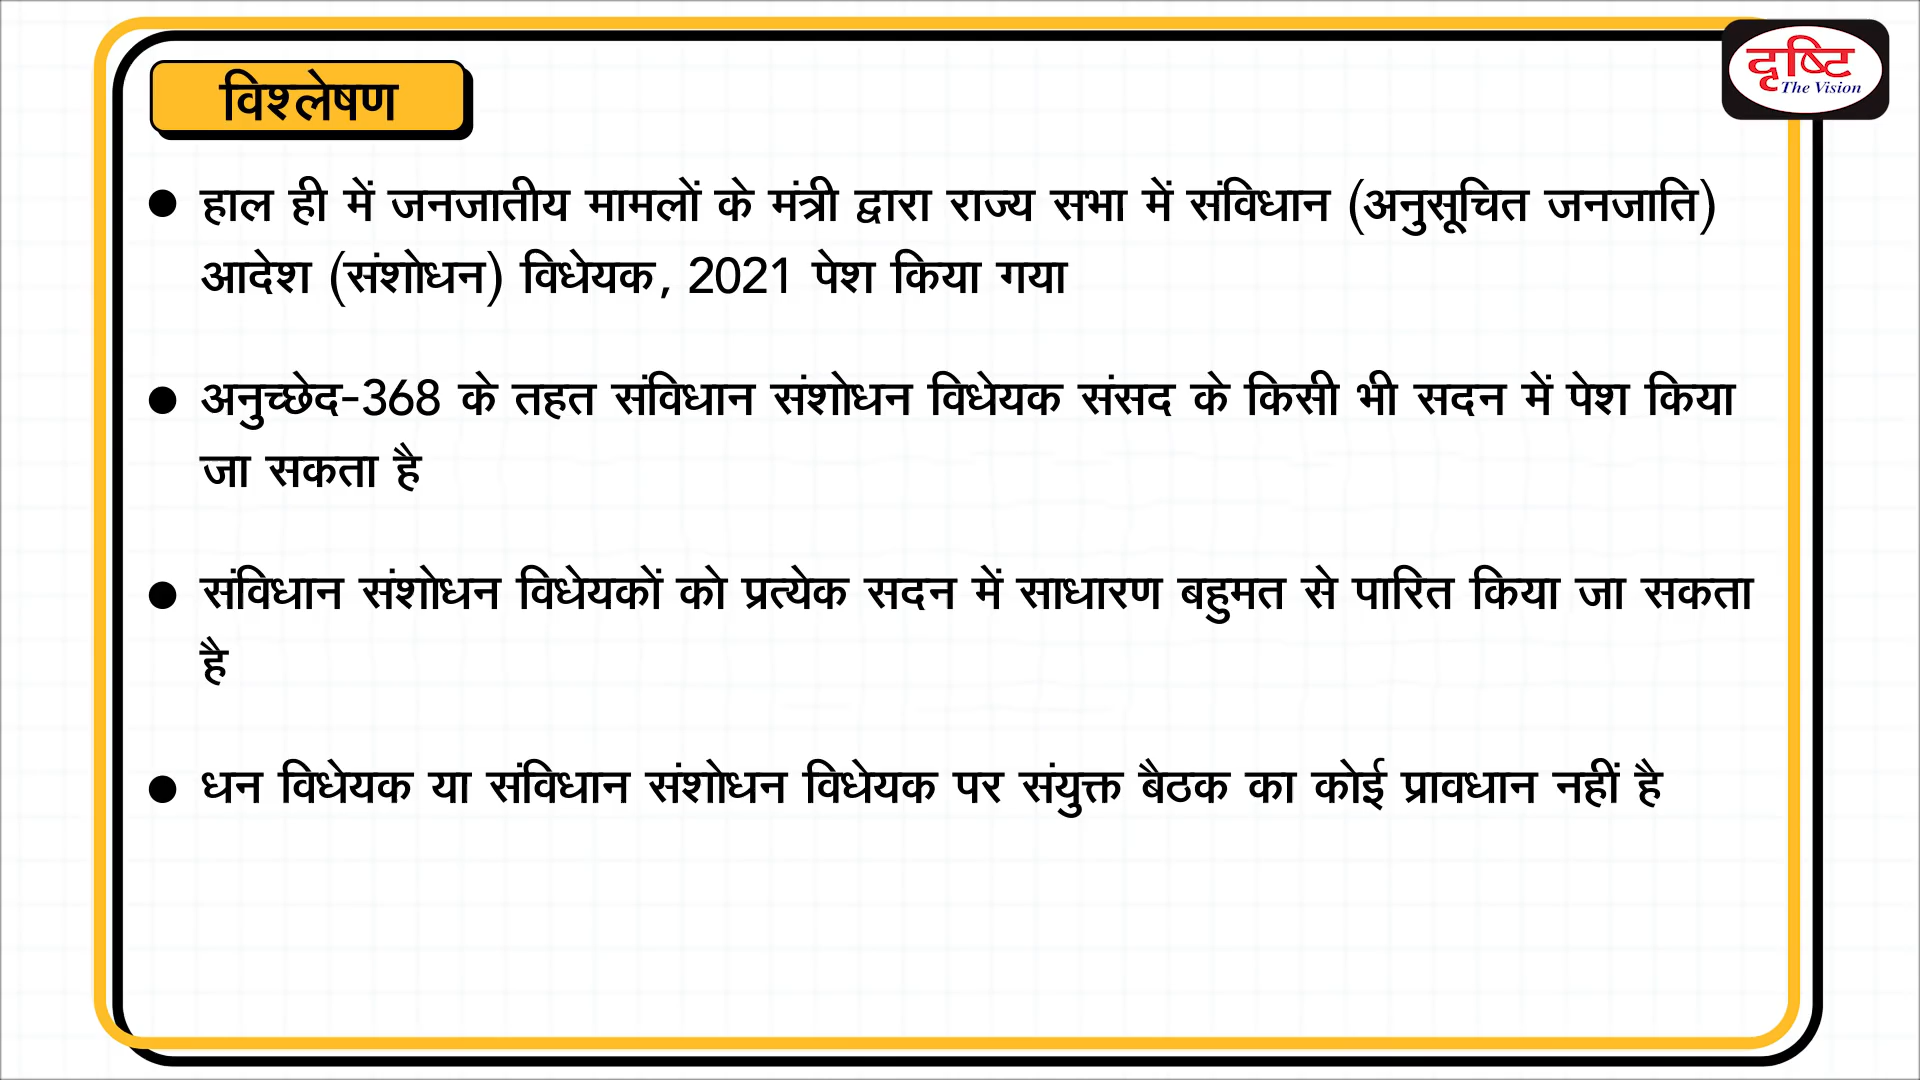 दृष्टि
The Vision
विश्लेषण
● हाल ही में जनजातीय मामलों के मंत्री द्वारा राज्य सभा में संविधान (अनुसूचित जनजाति)
आदेश (संशोधन) विधेयक, 2021 पेश किया गया
● अनुच्छेद-368 के तहत संविधान संशोधन विधेयक संसद के किसी भी सदन में पेश किया
जा सकता है
● संविधान संशोधन विधेयकों को प्रत्येक सदन में साधारण बहुमत से पारित किया जा सकता
है
● धन विधेयक या संविधान संशोधन विधेयक पर संयुक्त बैठक का कोई प्रावधान नहीं है